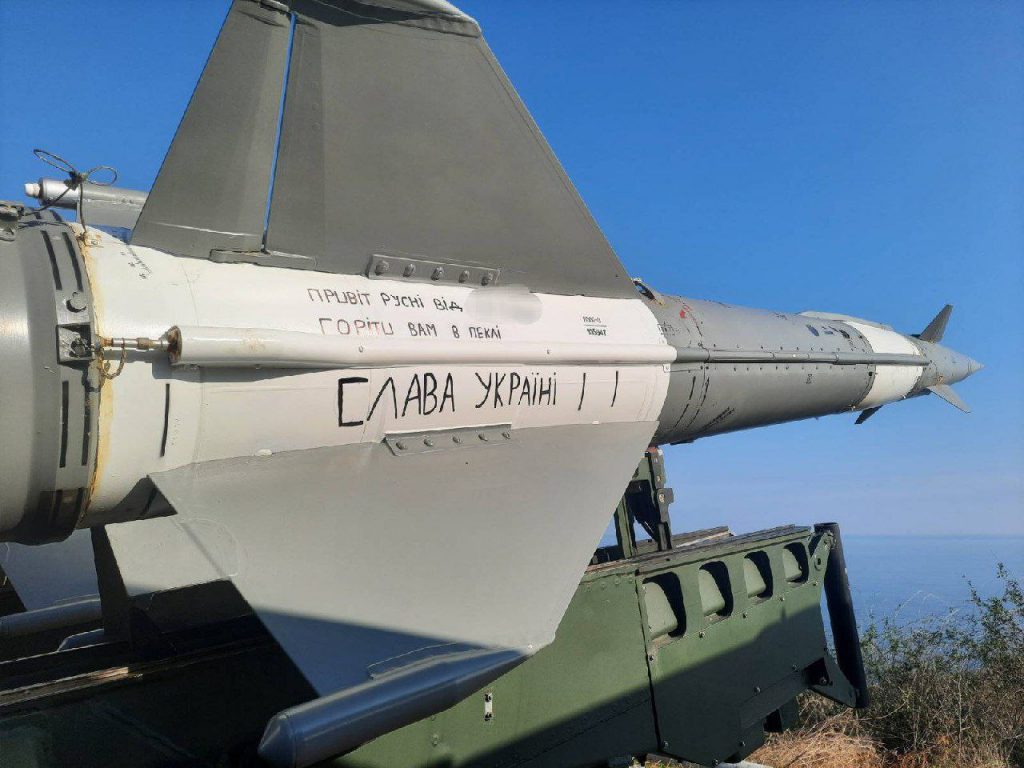 ПРИВІТ РУСНІ ВІД
ГОРІТИ ВАМ В ПЕКЛІ
СЛАВА УКРАЇНІ ! !